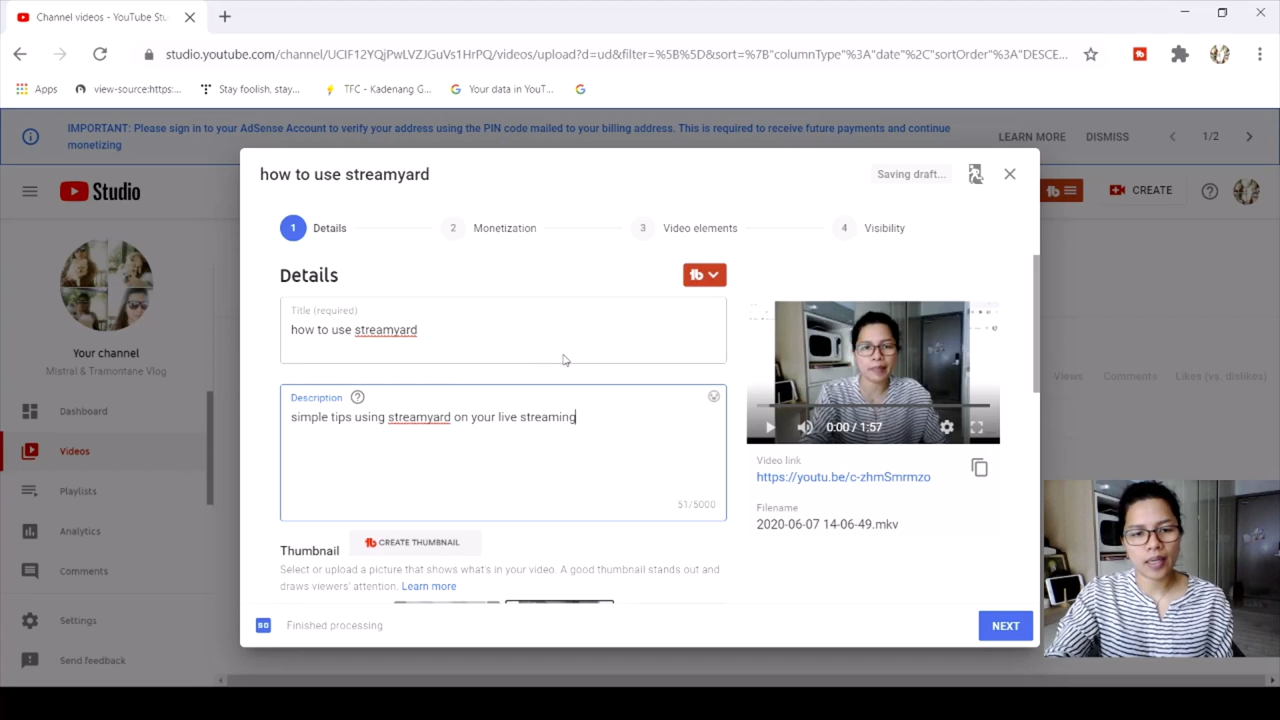 Channel videos - YouTube Stu
studio.youtube.com/channel/UCIF12YQjPwLVZJGuVs1HrPQ/videos/upload?d=ud&filter=%5B%5D&sort=%7B"columnType"%3A"date"%2C"sortOrder"%3A"DESCE...
Apps
view-source:https:...
Stay foolish, stay...
TFC - Kadenang G...
Your data in YouT...
IMPORTANT: Please sign in to your AdSense Account to verify your address using the PIN code mailed to your billing address. This is required to receive future payments and continue
monetizing
LEARN MORE
DISMISS
1/2
Studio
CREATE
how to use streamyard
Saving draft...
1 Details
2 Monetization
3 Video elements
4 Visibility
Details
Title (required)
how to use streamyard
Description
simple tips using streamyard on your live streaming
51/5000
Thumbnail
CREATE THUMBNAIL
Select or upload a picture that shows what's in your video. A good thumbnail stands out and
draws viewers' attention. Learn more
0:00 / 1:57
Video link
https://youtu.be/c-zhmSmrmzo
Filename
2020-06-07 14-06-49.mkv
SD
Finished processing
NEXT
Your channel
Mistral & Tramontane Vlog
Dashboard
Videos
Playlists
Analytics
Comments
Settings
Send feedback
Views
Comments
Likes (vs. dislikes)